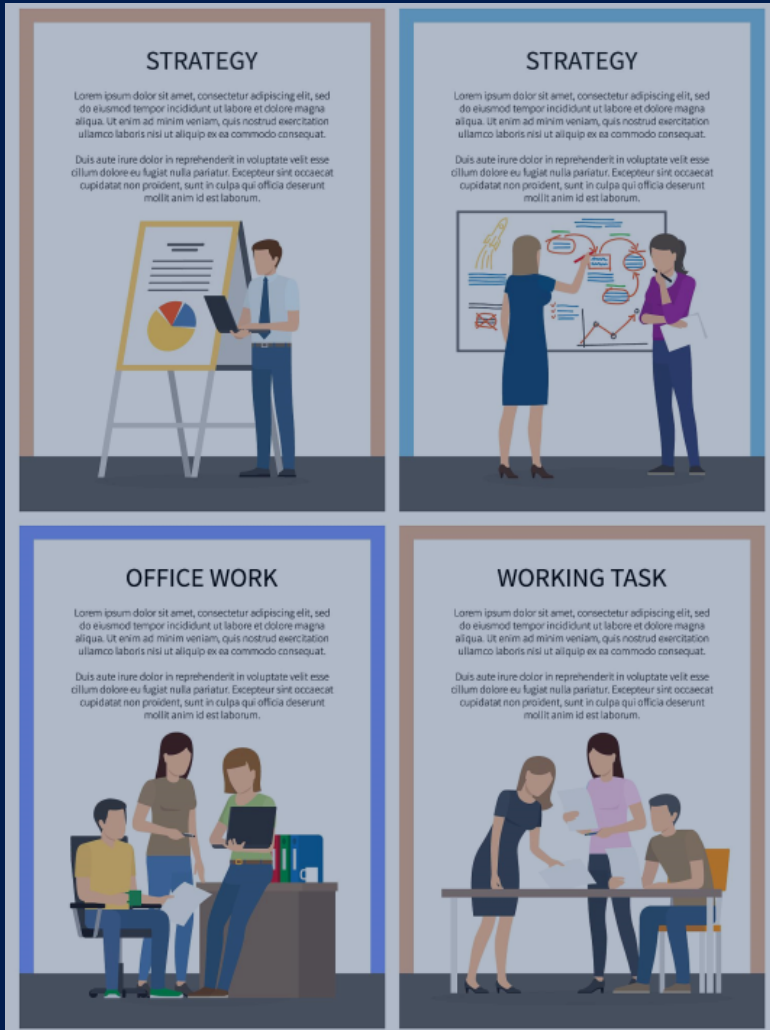 STRATEGY
Lorem ipsum dolor sit amet, consectetur adipiscing elit, sed
do eiusmod tempor incididunt ut labore et dolore magna
aliqua. Ut enim ad minim veniam, quis nostrud exercitation
ullamco laboris nisi ut aliquip ex ea commodo consequat.
Duis aute irure dolor in reprehenderit in voluptate velit esse
cillum dolore eu fugiat nulla pariatur. Excepteur sint occaecat
cupidatat non proident, sunt in culpa qui officia deserunt
mollit anim id est laborum.
STRATEGY
Lorem ipsum dolor sit amet, consectetur adipiscing elit, sed
do eiusmod tempor incididunt ut labore et dolore magna
aliqua. Ut enim ad minim veniam, quis nostrud exercitation
ullamco laboris nisi ut aliquip ex ea commodo consequat.
Duis aute irure dolor in reprehenderit in voluptate velit esse
cillum dolore eu fugiat nulla pariatur. Excepteur sint occaecat
cupidatat non proident, sunt in culpa qui officia deserunt
mollit anim id est laborum.
OFFICE WORK
Lorem ipsum dolor sit amet, consectetur adipiscing elit, sed
do eiusmod tempor incididunt ut labore et dolore magna
aliqua. Ut enim ad minim veniam, quis nostrud exercitation
ullamco laboris nisi ut aliquip ex ea commodo consequat.
Duis aute irure dolor in reprehenderit in voluptate velit esse
cillum dolore eu fugiat nulla pariatur. Excepteur sint occaecat
cupidatat non proident, sunt in culpa qui officia deserunt
mollit anim id est laborum.
WORKING TASK
Lorem ipsum dolor sit amet, consectetur adipiscing elit, sed
do eiusmod tempor incididunt ut labore et dolore magna
aliqua. Ut enim ad minim veniam, quis nostrud exercitation
ullamco laboris nisi ut aliquip ex ea commodo consequat.
Duis aute irure dolor in reprehenderit in voluptate velit esse
cillum dolore eu fugiat nulla pariatur. Excepteur sint occaecat
cupidatat non proident, sunt in culpa qui officia deserunt
mollit anim id est laborum.